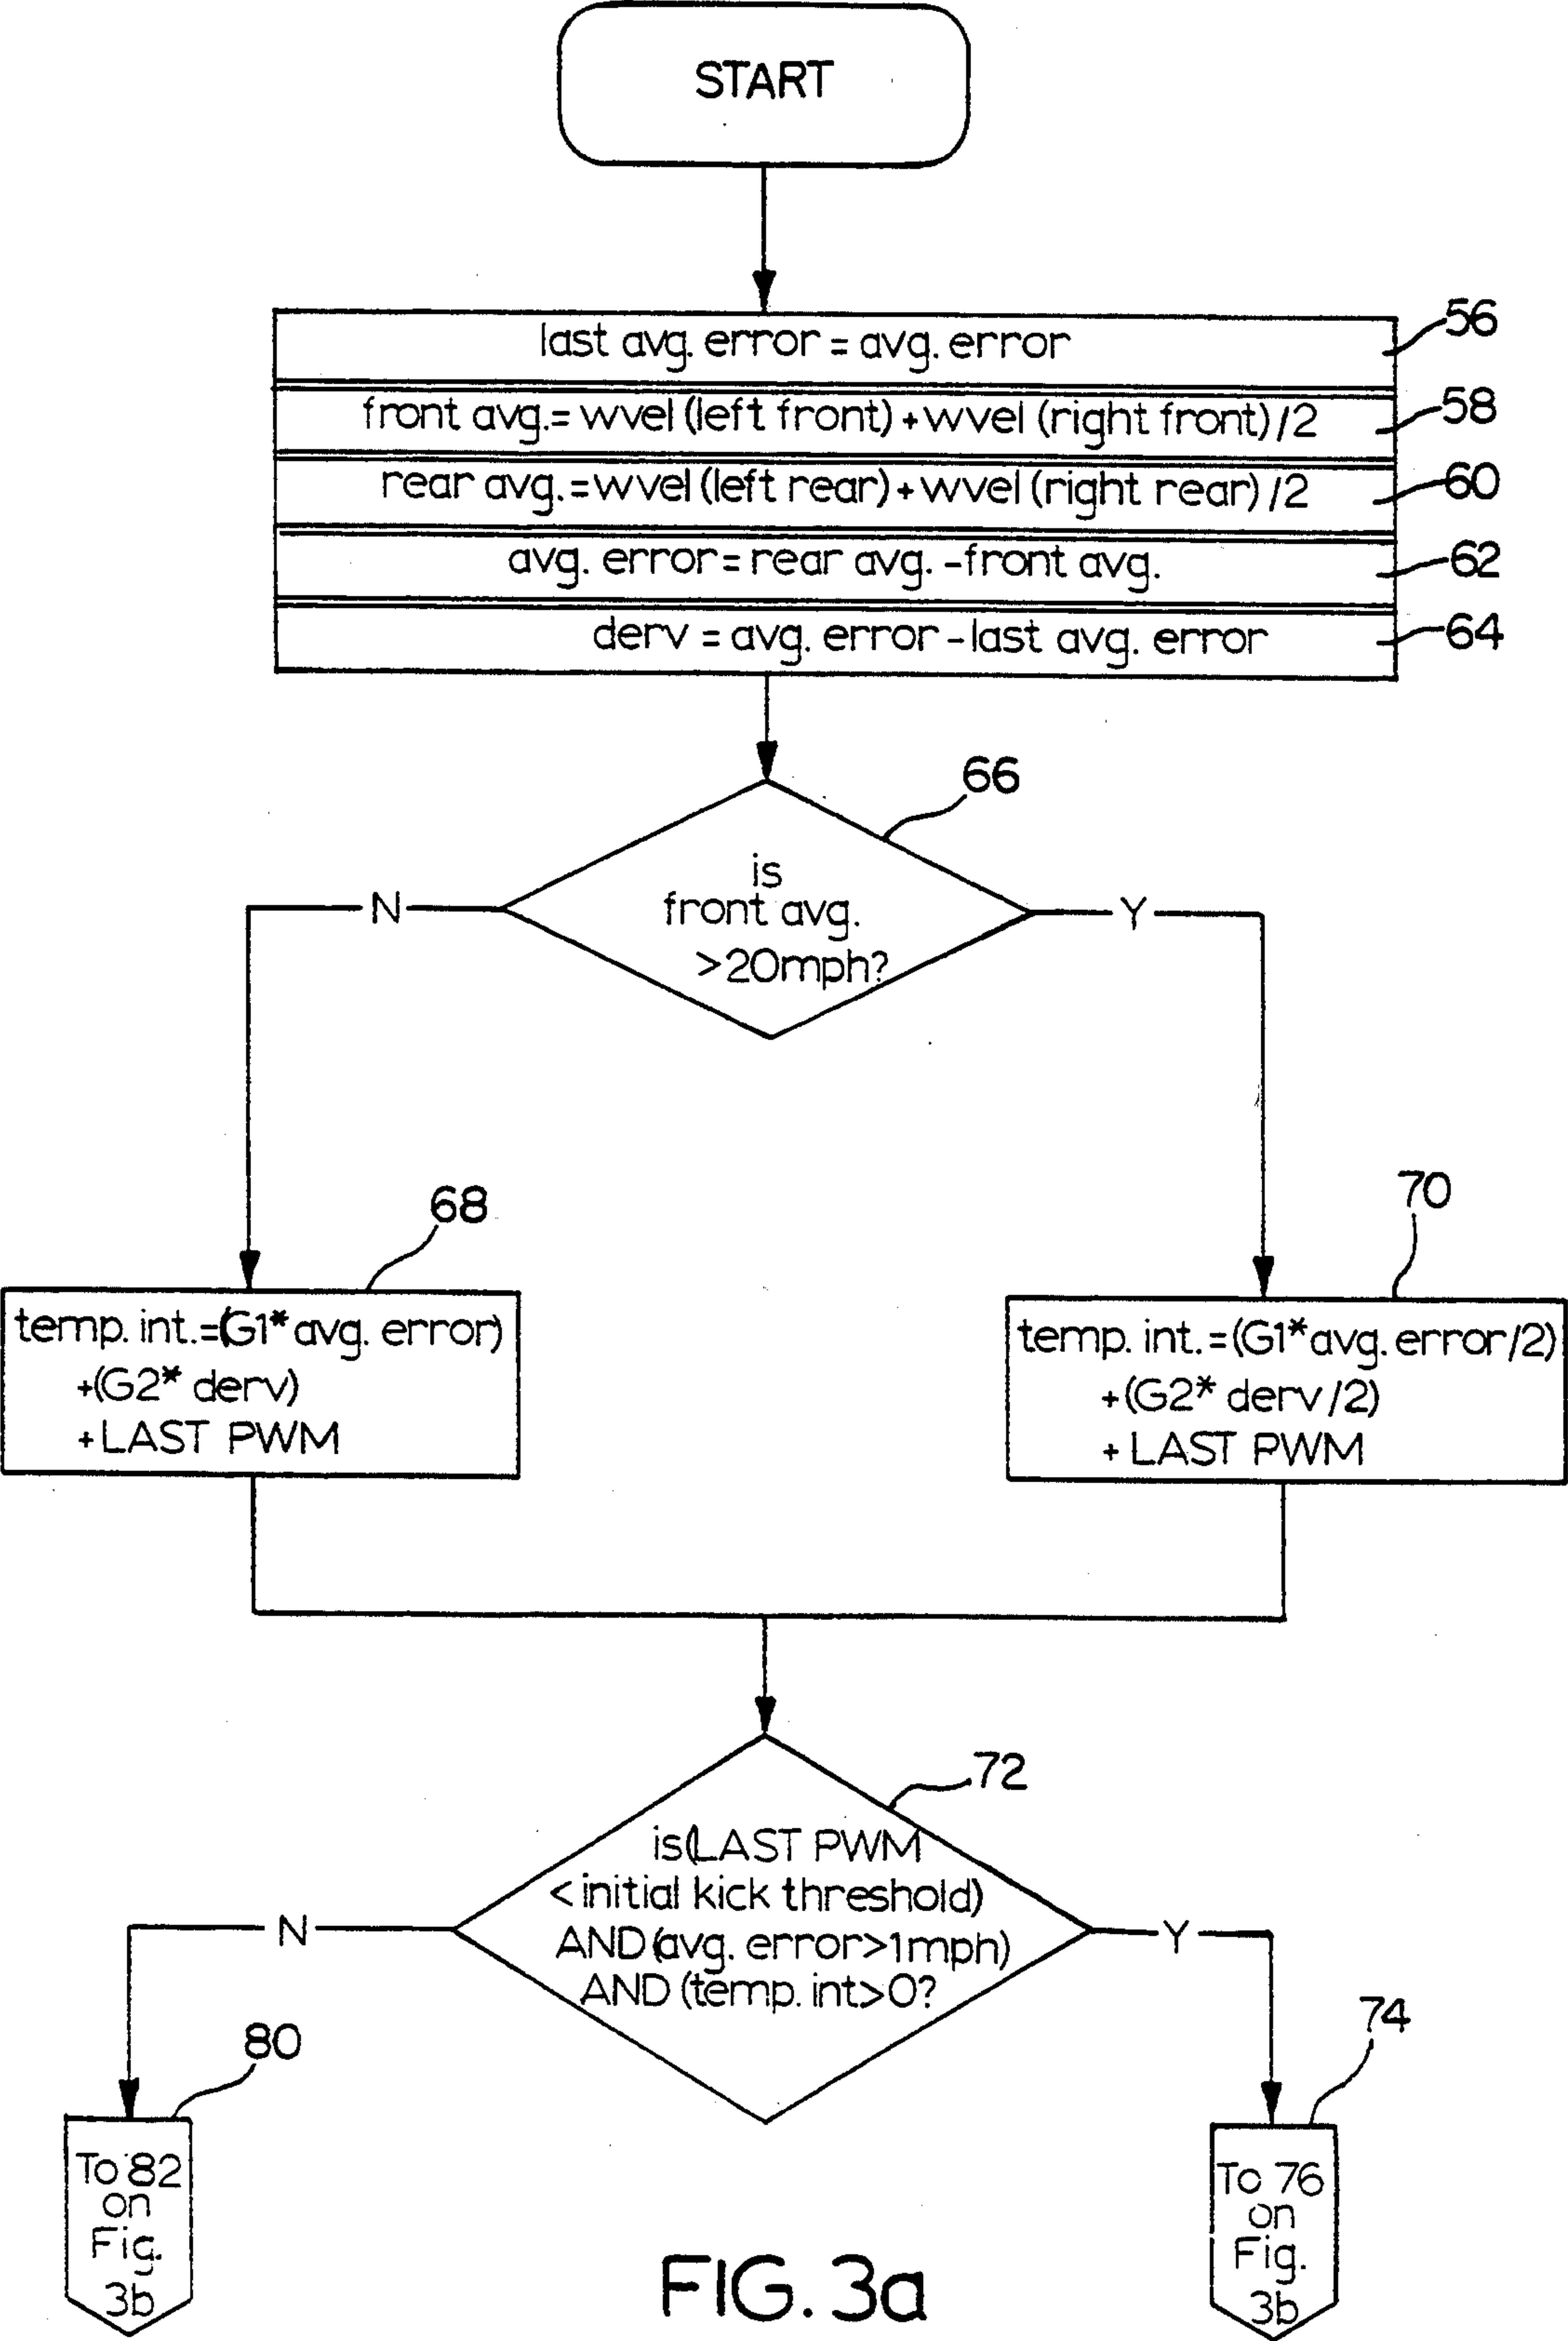 START
last avg. error = avg. error
56
front avg.= wvel (left front) + wvel (right front) /2
58
rear avg. = wvel (left rear) + wvel (right rear) /2
60
avg. error = rear avg. - front avg.
62
derv = avg. error - last avg. error
64
66
is
front avg.
>20mph?
N
Y
68
temp. int.=(G1* avg. error)
+(G2* derv)
+LAST PWM
70
temp. int. = (G1* avg. error/2)
+(G2* derv/2)
+ LAST PWM
72
is(LAST PWM
< initial kick threshold)
AND (avg. error>1mph)
AND (temp. int>0?
N
Y
80
To 82
on
Fig.
3b
74
To 76
on
Fig.
3b
FIG. 3a